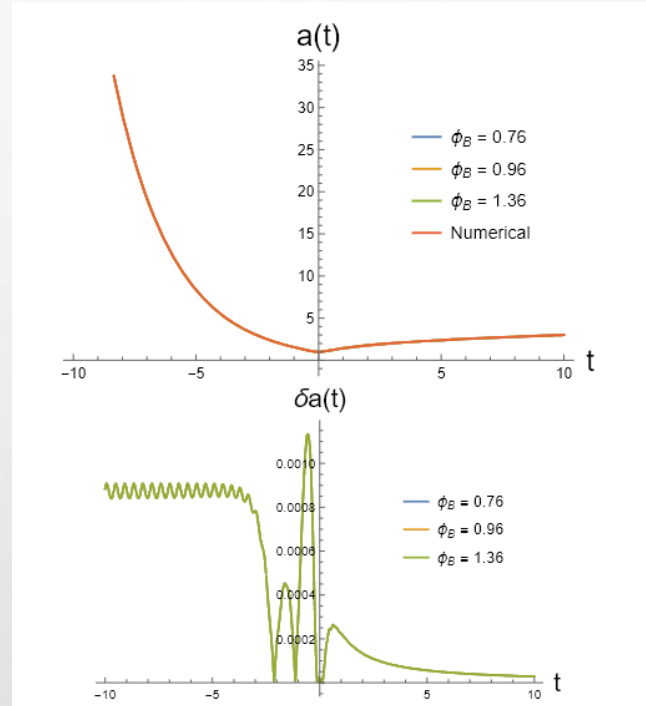 a(t)
35
30
25
20
15
10
5
ϕB = 0.76
ϕB = 0.96
ϕB = 1.36
Numerical
−10 −5 5 10 t
δa(t)
0.0010
0.0008
0.0006
0.0004
0.0002
ϕB = 0.76
ϕB = 0.96
ϕB = 1.36
−10 −5 5 10 t